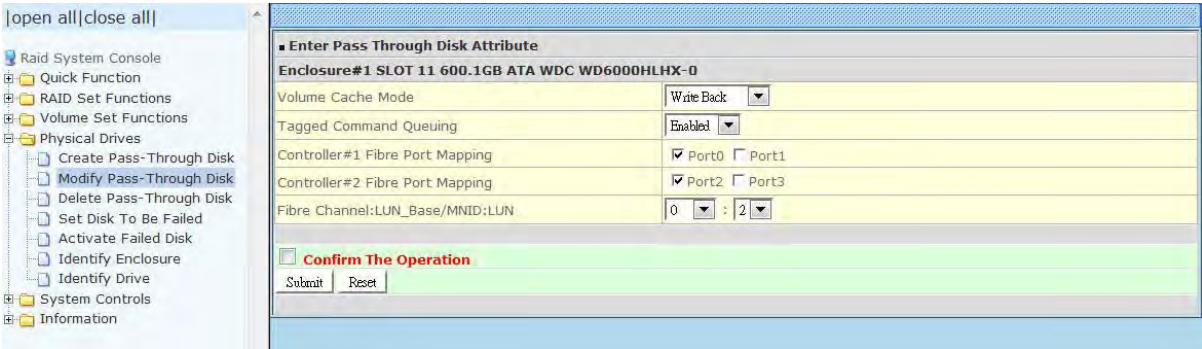 |open all|close all|
Raid System Console
Quick Function
RAID Set Functions
Volume Set Functions
Physical Drives
Create Pass-Through Disk
Modify Pass-Through Disk
Delete Pass-Through Disk
Set Disk To Be Failed
Activate Failed Disk
Identify Enclosure
Identify Drive
System Controls
Information
Enter Pass Through Disk Attribute
Enclosure#1 SLOT 11 600.1GB ATA WDC WD6000HLHX-0
Volume Cache Mode Write Back
Tagged Command Queuing Enabled
Controller#1 Fibre Port Mapping Port0 Port1
Controller#2 Fibre Port Mapping Port2 Port3
Fibre Channel:LUN_Base/MNID:LUN 0 : 2
Confirm The Operation
Submit Reset